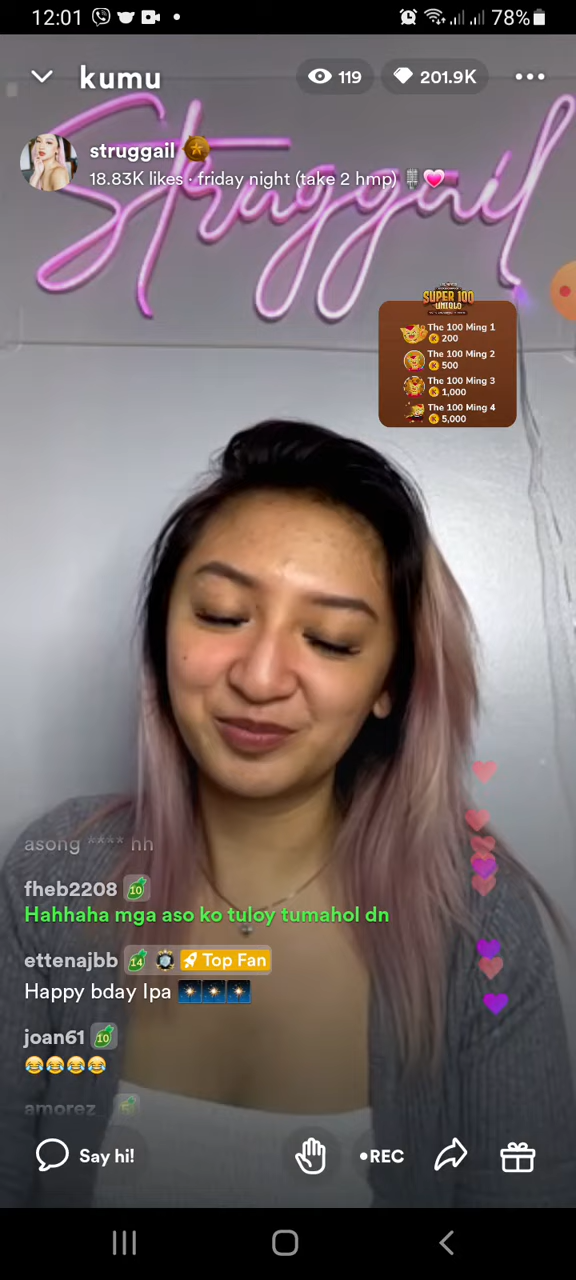 12:01
78%
kumu
119
201.9K
struggail
18.83K likes · friday night (take 2 hmp)
Struggail
SUPER 100
UNGOLO
The 100 Ming 1
200
The 100 Ming 2
500
The 100 Ming 3
1,000
The 100 Ming 4
5,000
asong **** hh
fheb2208 10
Hahhaha mga aso ko tuloy tumahol dn
ettenajbb 14 Top Fan
Happy bday Ipa 🎇🎇🎇
joan61 10
😂😂😂😂
amorez
Say hi!
•REC